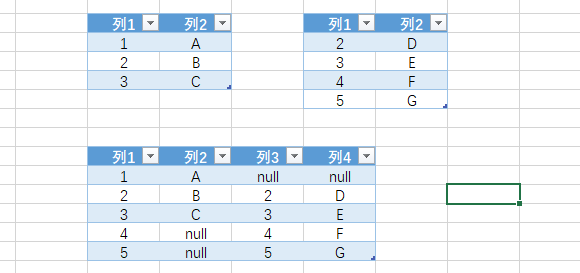 列1 列2 列1 列2
1 A 2 D
2 B 3 E
3 C 4 F
5 G
列1 列2 列3 列4
1 A null null
2 B 2 D
3 C 3 E
4 null 4 F
5 null 5 G